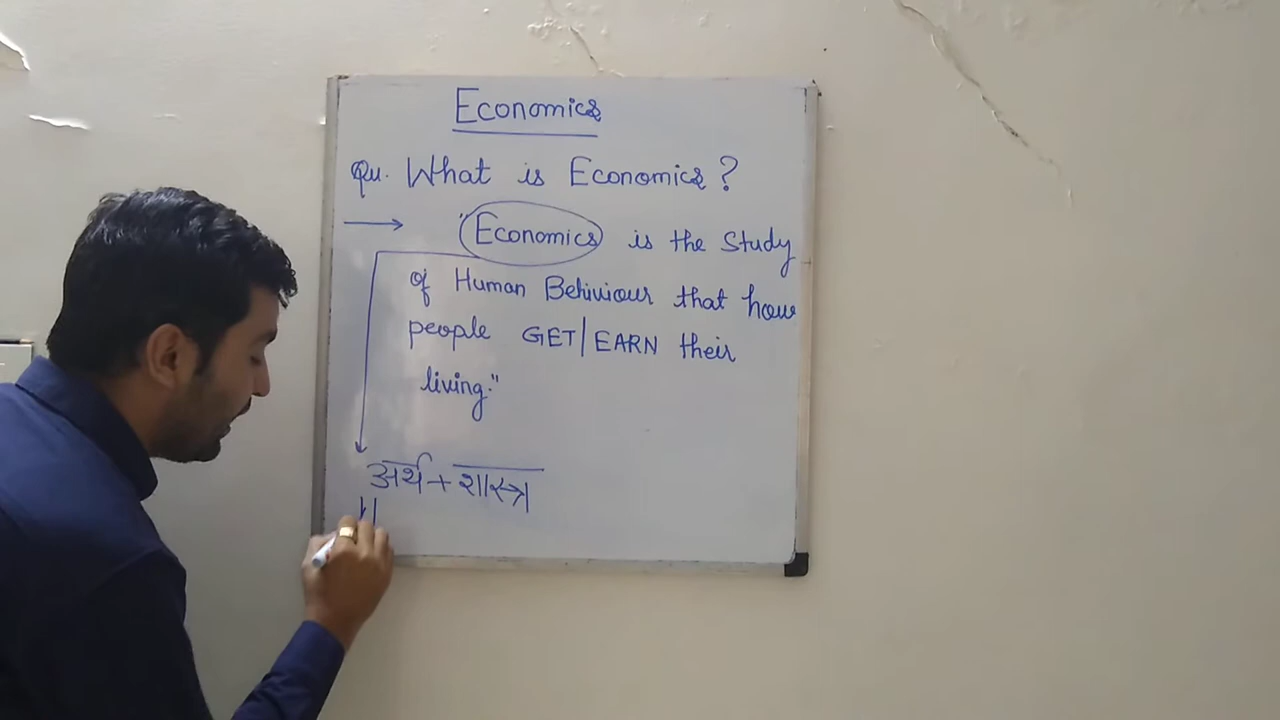 Economics
Qu. What is Economics?
→ "Economics is the Study
of Human Behiviour that how
people GET/EARN their
living."
अर्थ + शास्त्र